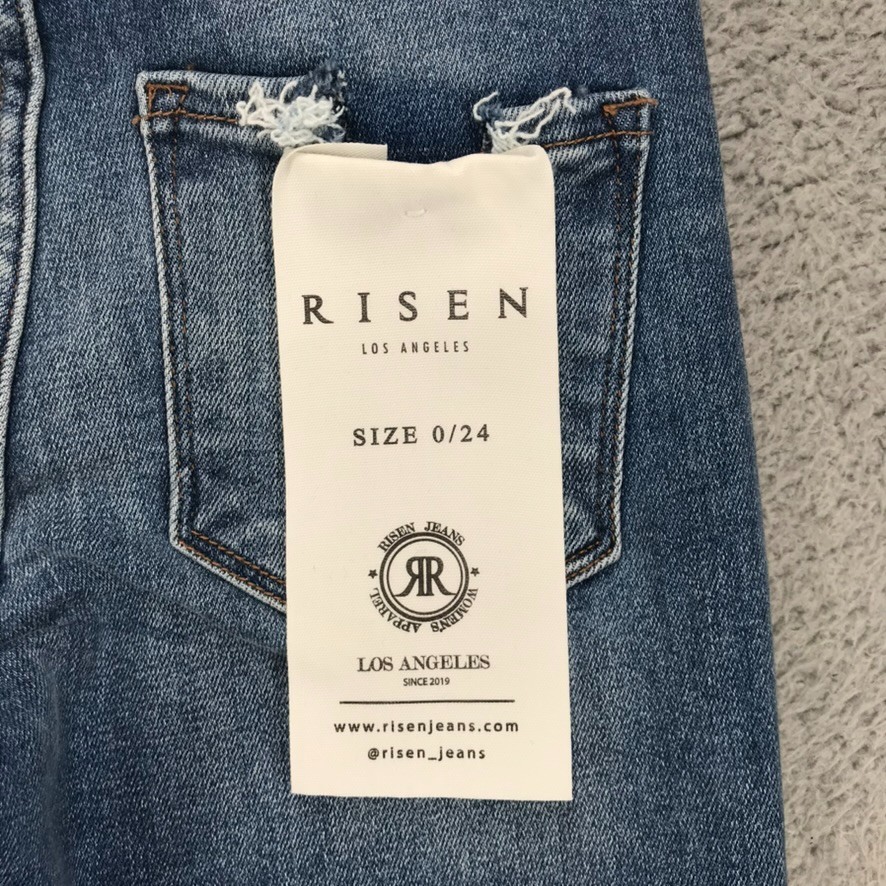 RISEN
LOS ANGELES
SIZE 0/24
RISEN JEANS
RR
WOMEN'S APPAREL
LOS ANGELES
SINCE 2019
www.risenjeans.com
@risen_jeans